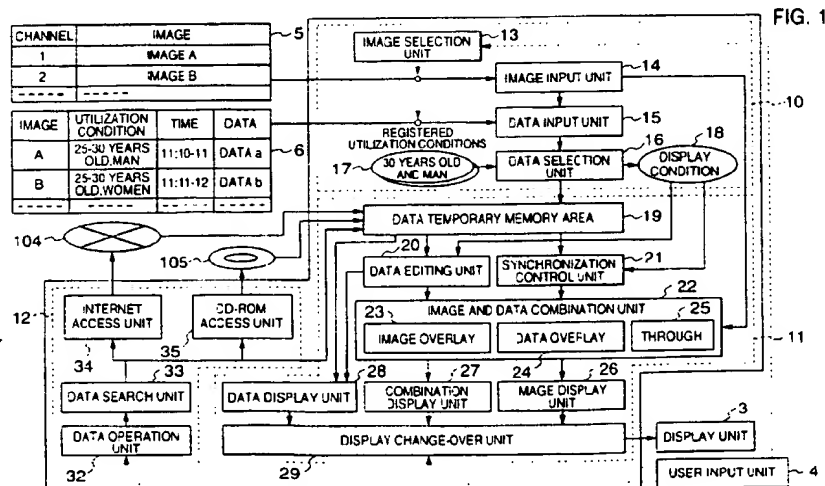 FIG. 1
CHANNEL IMAGE
1 IMAGE A
2 IMAGE B
5
IMAGE SELECTION UNIT
13
IMAGE INPUT UNIT
14
DATA INPUT UNIT
15
10
IMAGE UTILIZATION CONDITION TIME DATA
A 25-30 YEARS OLD,MAN 11:10-11 DATA a
B 25-30 YEARS OLD,WOMEN 11:11-12 DATA b
6
REGISTERED UTILIZATION CONDITIONS
17
30 YEARS OLD AND MAN
DATA SELECTION UNIT
16
DISPLAY CONDITION
18
DATA TEMPORARY MEMORY AREA
19
104
105
20
DATA EDITING UNIT
SYNCHRONIZATION CONTROL UNIT
21
22
IMAGE AND DATA COMBINATION UNIT
23
IMAGE OVERLAY
DATA OVERLAY
24
25
THROUGH
11
12
INTERNET ACCESS UNIT
34
CD-ROM ACCESS UNIT
35
33
DATA SEARCH UNIT
DATA OPERATION UNIT
32
28
DATA DISPLAY UNIT
27
COMBINATION DISPLAY UNIT
26
MAGE DISPLAY UNIT
DISPLAY CHANGE-OVER UNIT
29
3
DISPLAY UNIT
USER INPUT UNIT
4